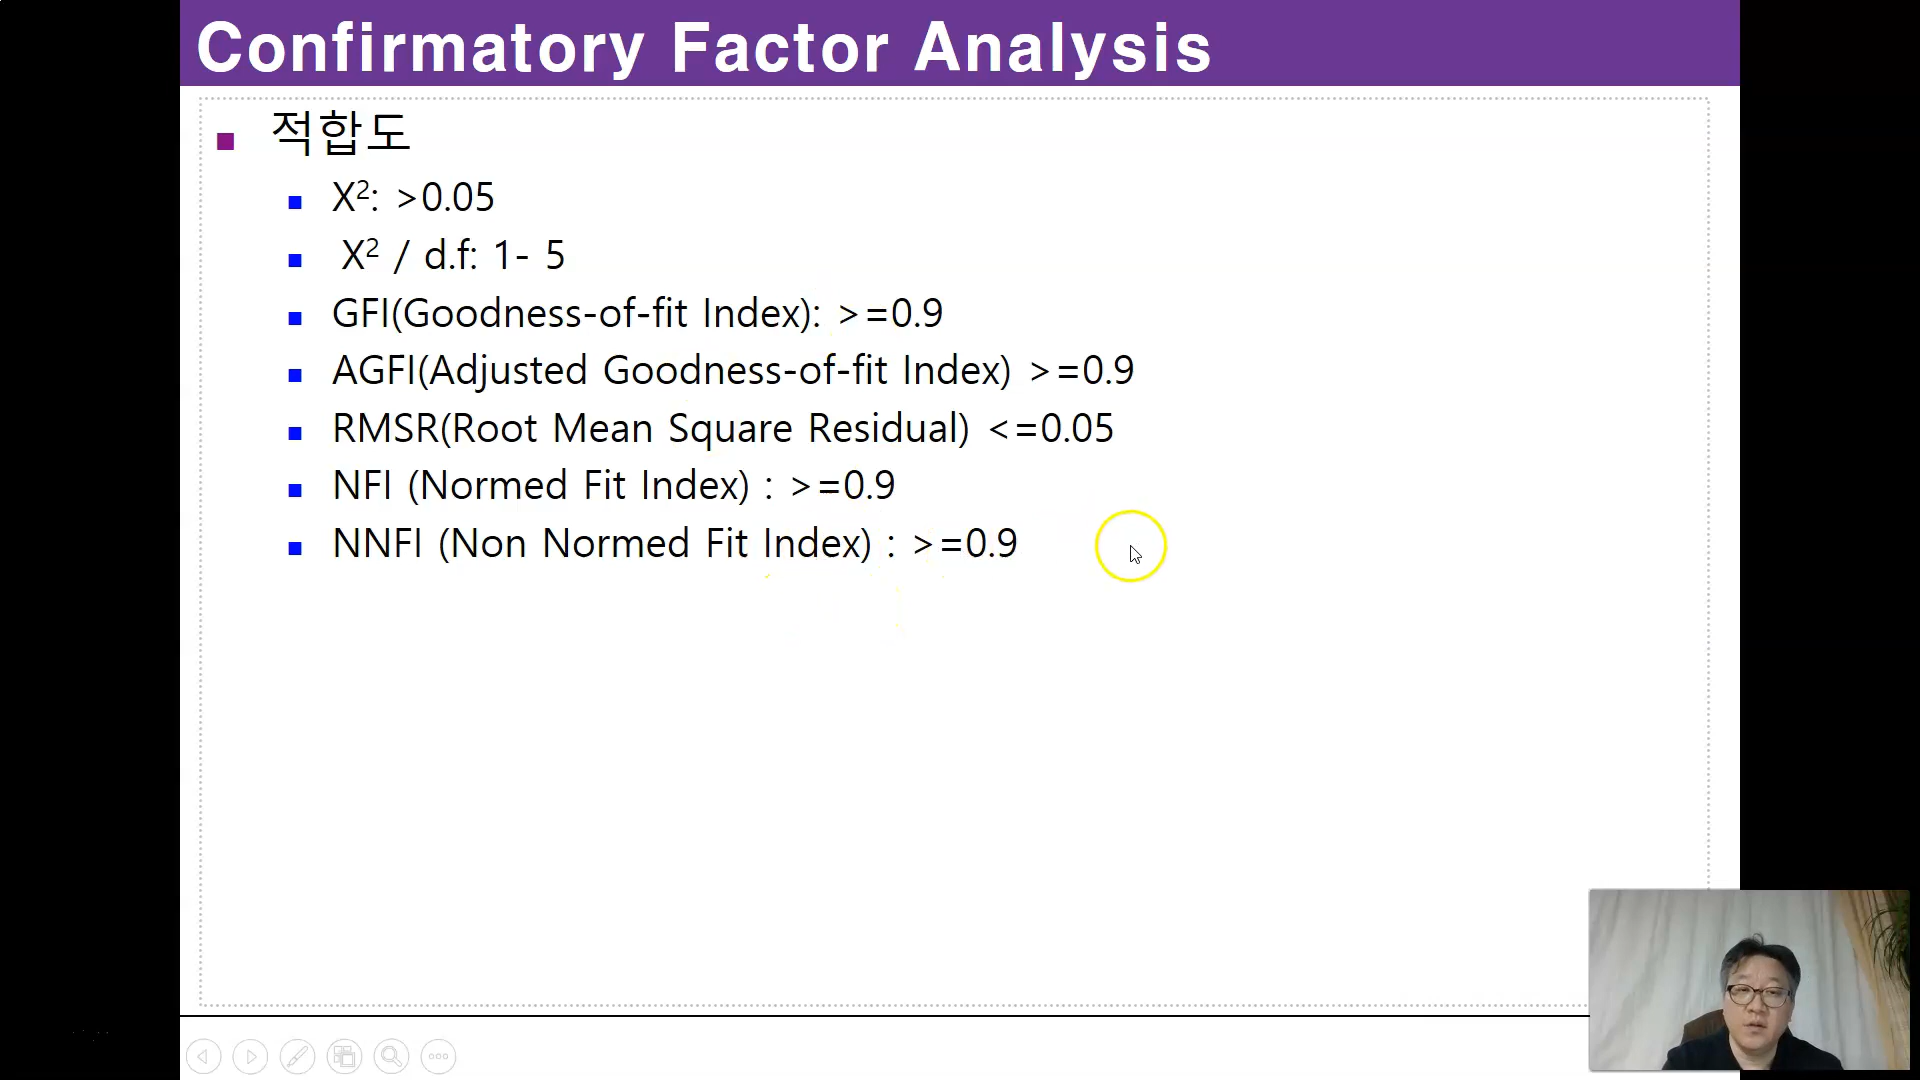 Confirmatory Factor Analysis
적합도
X²: >0.05
X² / d.f: 1- 5
GFI(Goodness-of-fit Index): >=0.9
AGFI(Adjusted Goodness-of-fit Index) >=0.9
RMSR(Root Mean Square Residual) <=0.05
NFI (Normed Fit Index) : >=0.9
NNFI (Non Normed Fit Index) : >=0.9